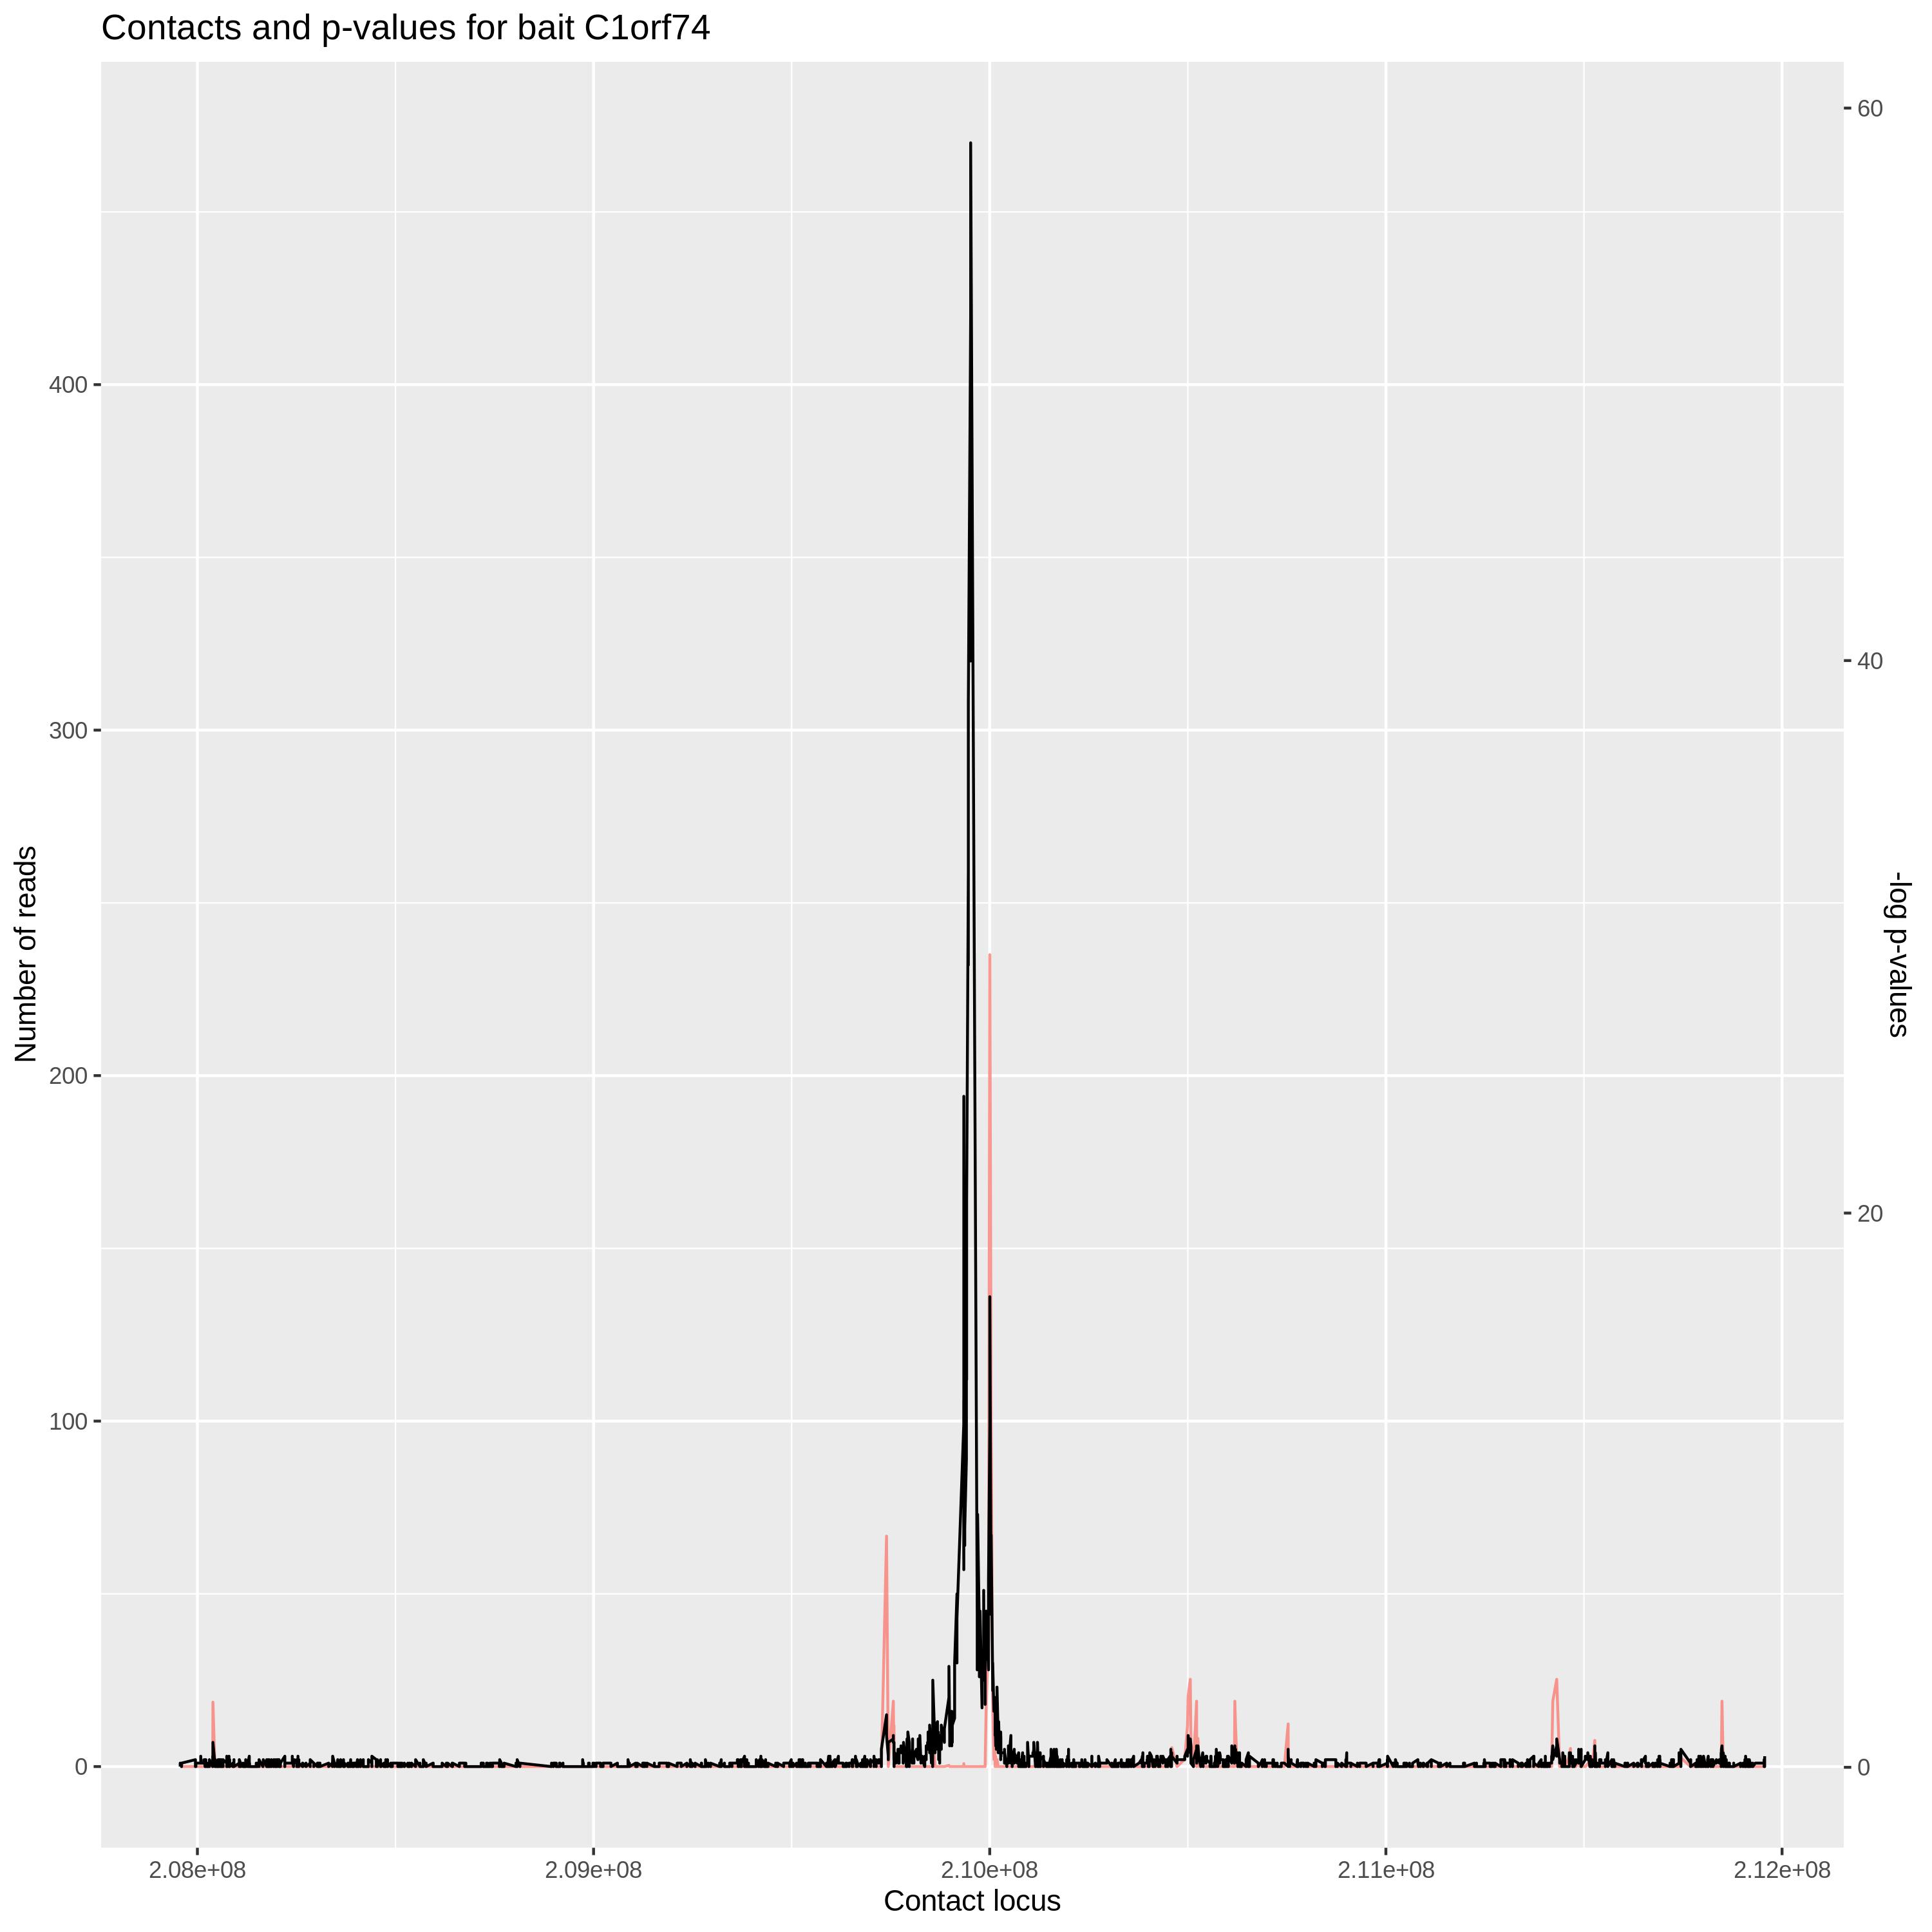 Contacts and p-values for bait C1orf74
60
400
40
300
Number of reads
-log p-values
200
20
100
0
0
2.08e+08 2.09e+08 2.10e+08 2.11e+08 2.12e+08
Contact locus